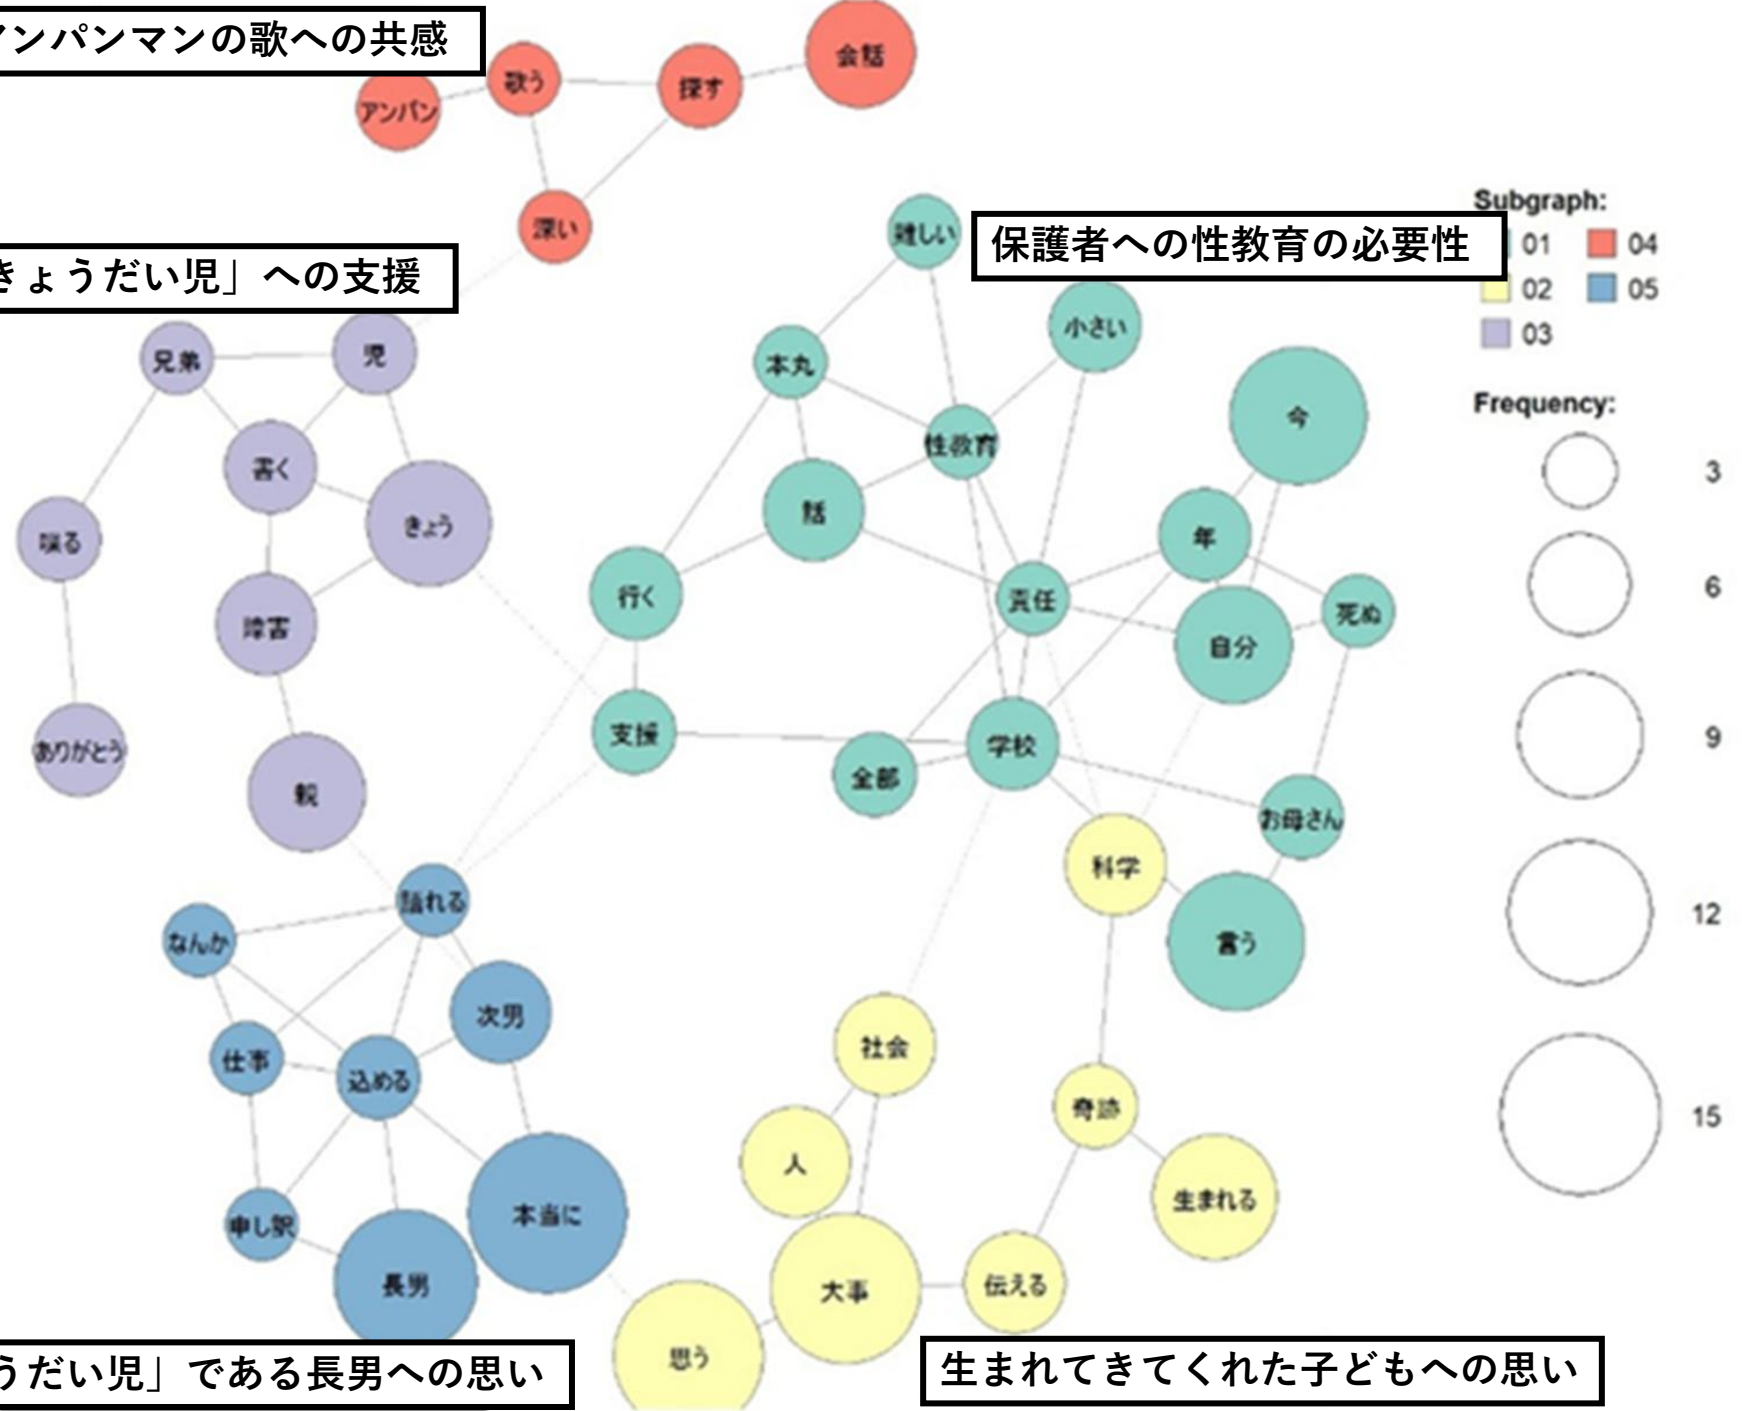 アンパンマンの歌への共感
会話
歌う
探す
アンパン
深い
難しい
Subgraph:
保護者への性教育の必要性
01 04
02 05
03
きょうだい児」への支援
小さい
兄弟
児
本丸
Frequency:
今
性教育
書く
3
きょう
話
喋る
年
6
行く
責任
死ぬ
障害
自分
支援
学校
9
ありがとう
全部
親
お母さん
科学
語れる
12
なんか
言う
次男
社会
仕事
込める
奇跡
15
人
生まれる
本当に
申し訳
長男
大事
伝える
思う
うだい児」である長男への思い
生まれてきてくれた子どもへの思い